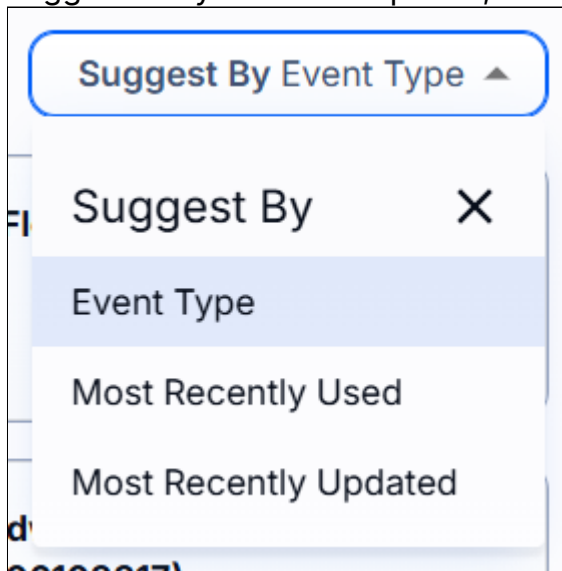 Suggest By Event Type
Suggest By
Event Type
Most Recently Used
Most Recently Updated